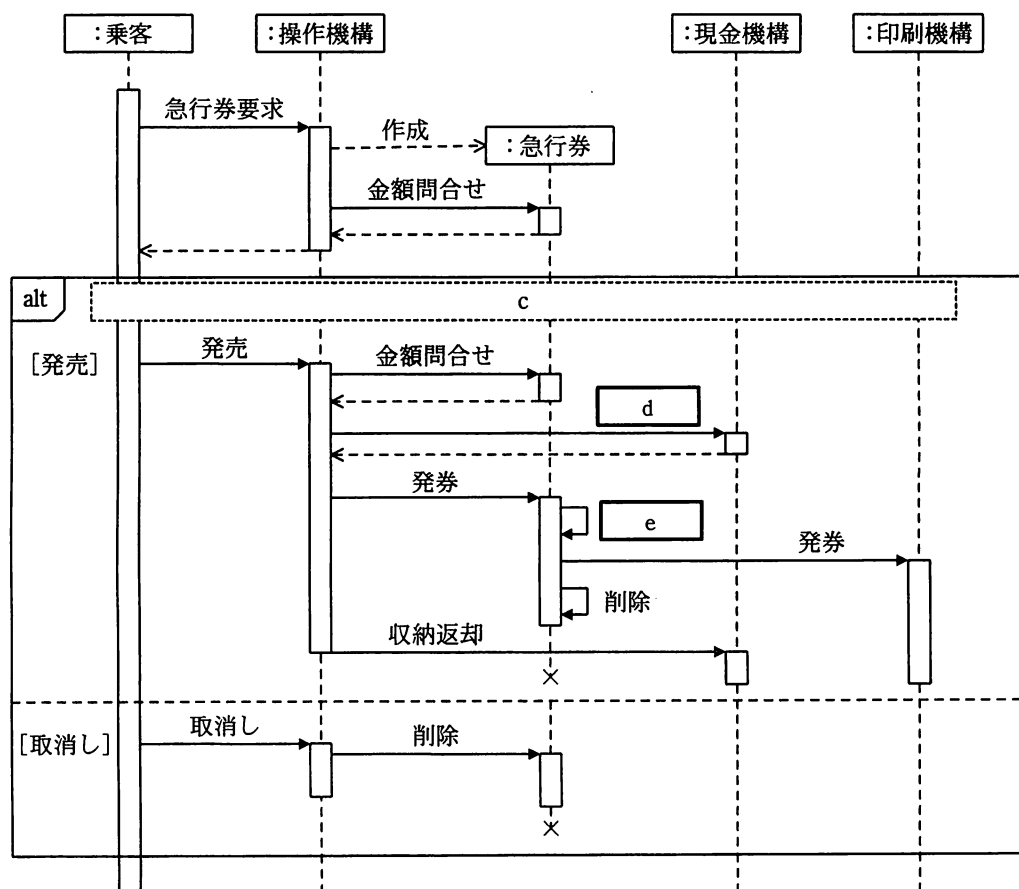 :乗客
:操作機構
:現金機構
:印刷機構
急行券要求
作成
:急行券
金額問合せ
alt
c
[発売]
発売
金額問合せ
d
発券
e
発券
削除
収納返却
[取消し]
取消し
削除